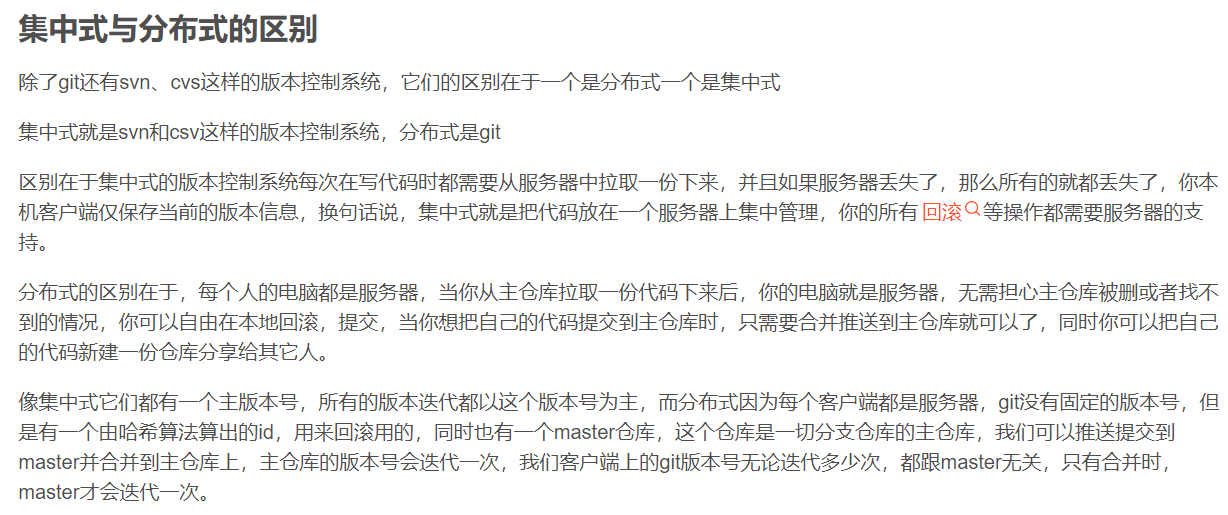 集中式与分布式的区别
除了git还有svn、cvs这样的版本控制系统，它们的区别在于一个是分布式一个是集中式
集中式就是svn和csv这样的版本控制系统，分布式是git
区别在于集中式的版本控制系统每次在写代码时都需要从服务器中拉取一份下来，并且如果服务器丢失了，那么所有的就都丢失了，你本
机客户端仅保存当前的版本信息，换句话说，集中式就是把代码放在一个服务器上集中管理，你的所有 回滚 等操作都需要服务器的支
持。
分布式的区别在于，每个人的电脑都是服务器，当你从主仓库拉取一份代码下来后，你的电脑就是服务器，无需担心主仓库被删或者找不
到的情况，你可以自由在本地回滚，提交，当你想把自己的代码提交到主仓库时，只需要合并推送到主仓库就可以了，同时你可以把自己
的代码新建一份仓库分享给其它人。
像集中式它们都有一个主版本号，所有的版本迭代都以这个版本号为主，而分布式因为每个客户端都是服务器，git没有固定的版本号，但
是有一个由哈希算法算出的id，用来回滚用的，同时也有一个master仓库，这个仓库是一切分支仓库的主仓库，我们可以推送提交到
master并合并到主仓库上，主仓库的版本号会迭代一次，我们客户端上的git版本号无论迭代多少次，都跟master无关，只有合并时，
master才会迭代一次。